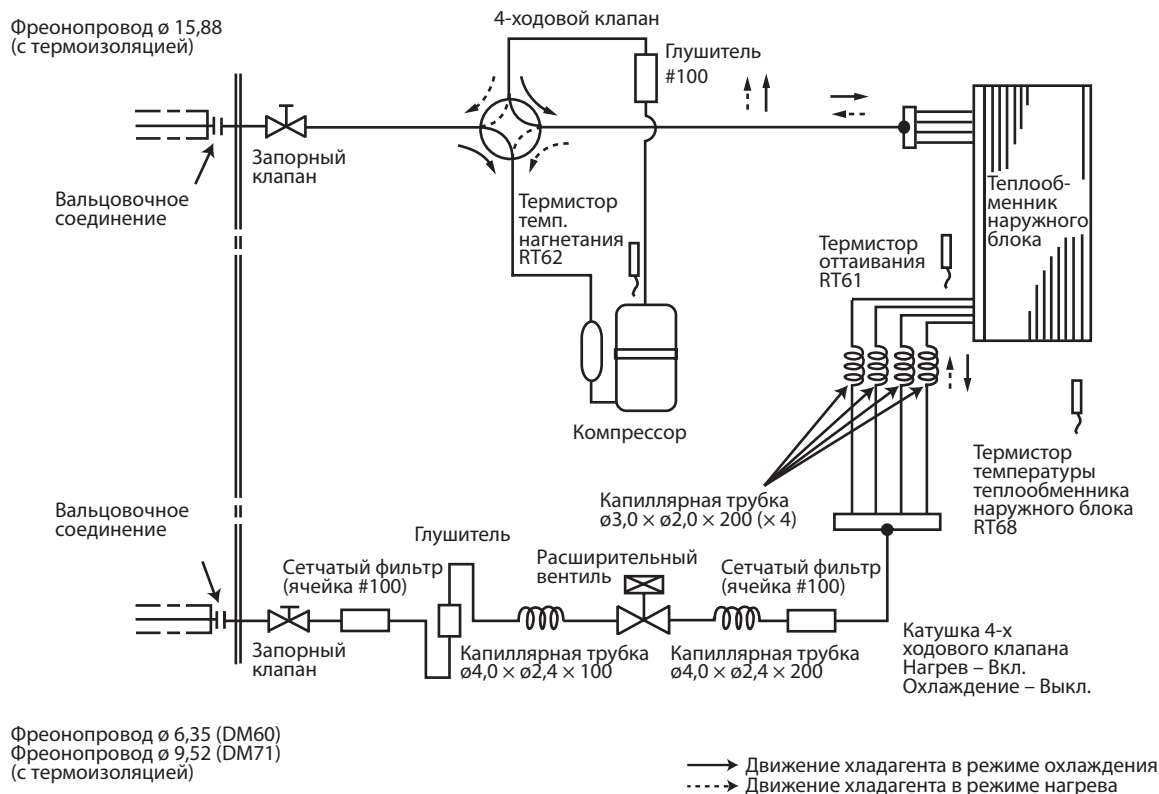 Фреонопровод ø 15,88
(с термоизоляцией)
4-ходовой клапан
Глушитель
#100
Запорный
клапан
Вальцовочное
соединение
Термистор
темп.
нагнетания
RT62
Теплооб-
менник
наружного
блока
Термистор
оттаивания
RT61
Компрессор
Термистор
температуры
теплообменника
наружного блока
RT68
Капиллярная трубка
ø3,0 × ø2,0 × 200 (× 4)
Вальцовочное
соединение
Глушитель
Сетчатый фильтр
(ячейка #100)
Расширительный
вентиль
Сетчатый фильтр
(ячейка #100)
Запорный
клапан
Капиллярная трубка
ø4,0 × ø2,4 × 100
Капиллярная трубка
ø4,0 × ø2,4 × 200
Катушка 4-х
ходового клапана
Нагрев – Вкл.
Охлаждение – Выкл.
Фреонопровод ø 6,35 (DM60)
Фреонопровод ø 9,52 (DM71)
(с термоизоляцией)
Движение хладагента в режиме охлаждения
Движение хладагента в режиме нагрева